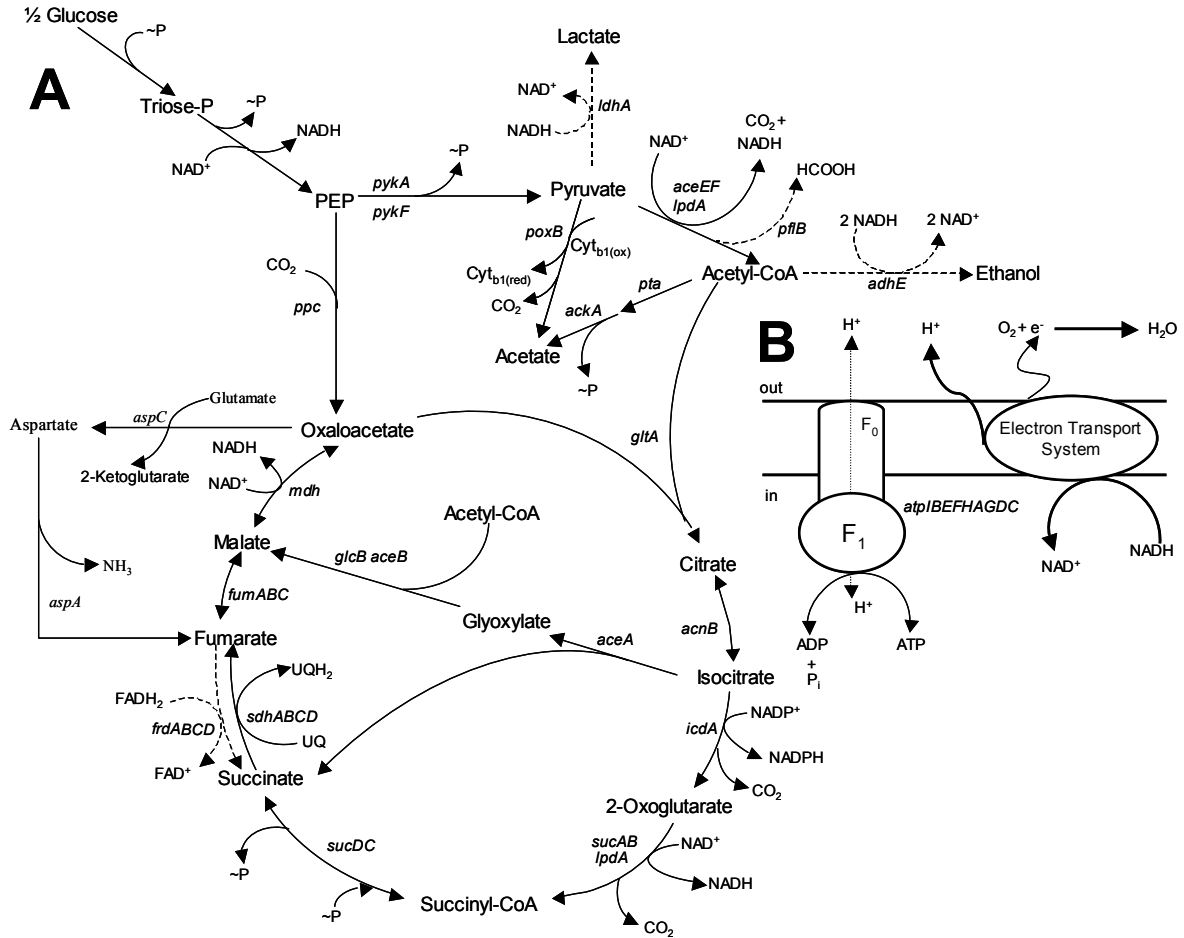 ½ Glucose
~P
A
Triose-P
~P
NAD⁺
NADH
PEP
pykA
pykF
~P
Lactate
NAD⁺
NADH
ldhA
Pyruvate
NAD⁺
CO₂ +
NADH
aceEF
lpdA
HCOOH
pflB
2 NADH
2 NAD⁺
adhE
Ethanol
Acetyl-CoA
poxB
Cytb1(ox)
Cytb1(red)
CO₂
pta
ackA
Acetate
~P
CO₂
ppc
B
H⁺
H⁺
O₂ + e⁻
H₂O
out
F₀
Electron Transport
System
in
atpIBEFHAGDC
F₁
NAD⁺
NADH
H⁺
ADP
+
Pᵢ
ATP
Aspartate
aspC
Glutamate
2-Ketoglutarate
Oxaloacetate
NADH
NAD⁺
mdh
gltA
Malate
Acetyl-CoA
glcB aceB
Citrate
NH₃
aspA
fumABC
Fumarate
Glyoxylate
aceA
acnB
Isocitrate
UQH₂
FADH₂
frdABCD
sdhABCD
UQ
FAD⁺
Succinate
icdA
NADP⁺
NADPH
CO₂
2-Oxoglutarate
sucDC
~P
~P
sucAB
lpdA
NAD⁺
NADH
Succinyl-CoA
CO₂